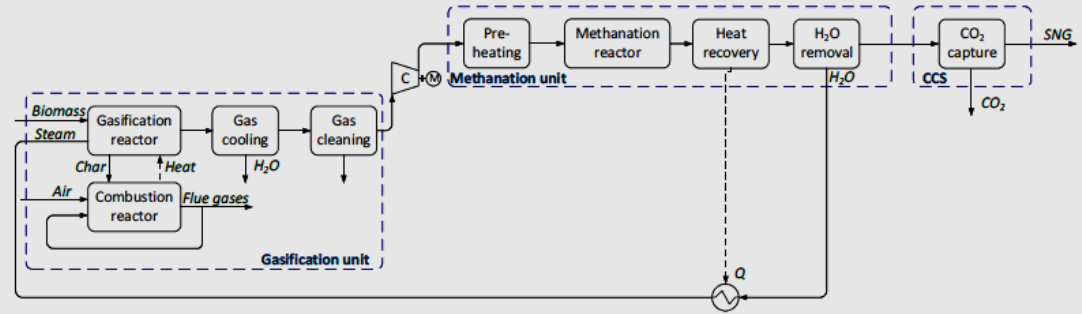 Pre-
heating
Methanation
reactor
Heat
recovery
H₂O
removal
CO₂
capture
SNG
C
M
Methanation unit
H₂O
CCS
CO₂
Biomass
Steam
Gasification
reactor
Gas
cooling
Gas
cleaning
Char
Heat
H₂O
Air
Combustion
reactor
Flue gases
Gasification unit
Q